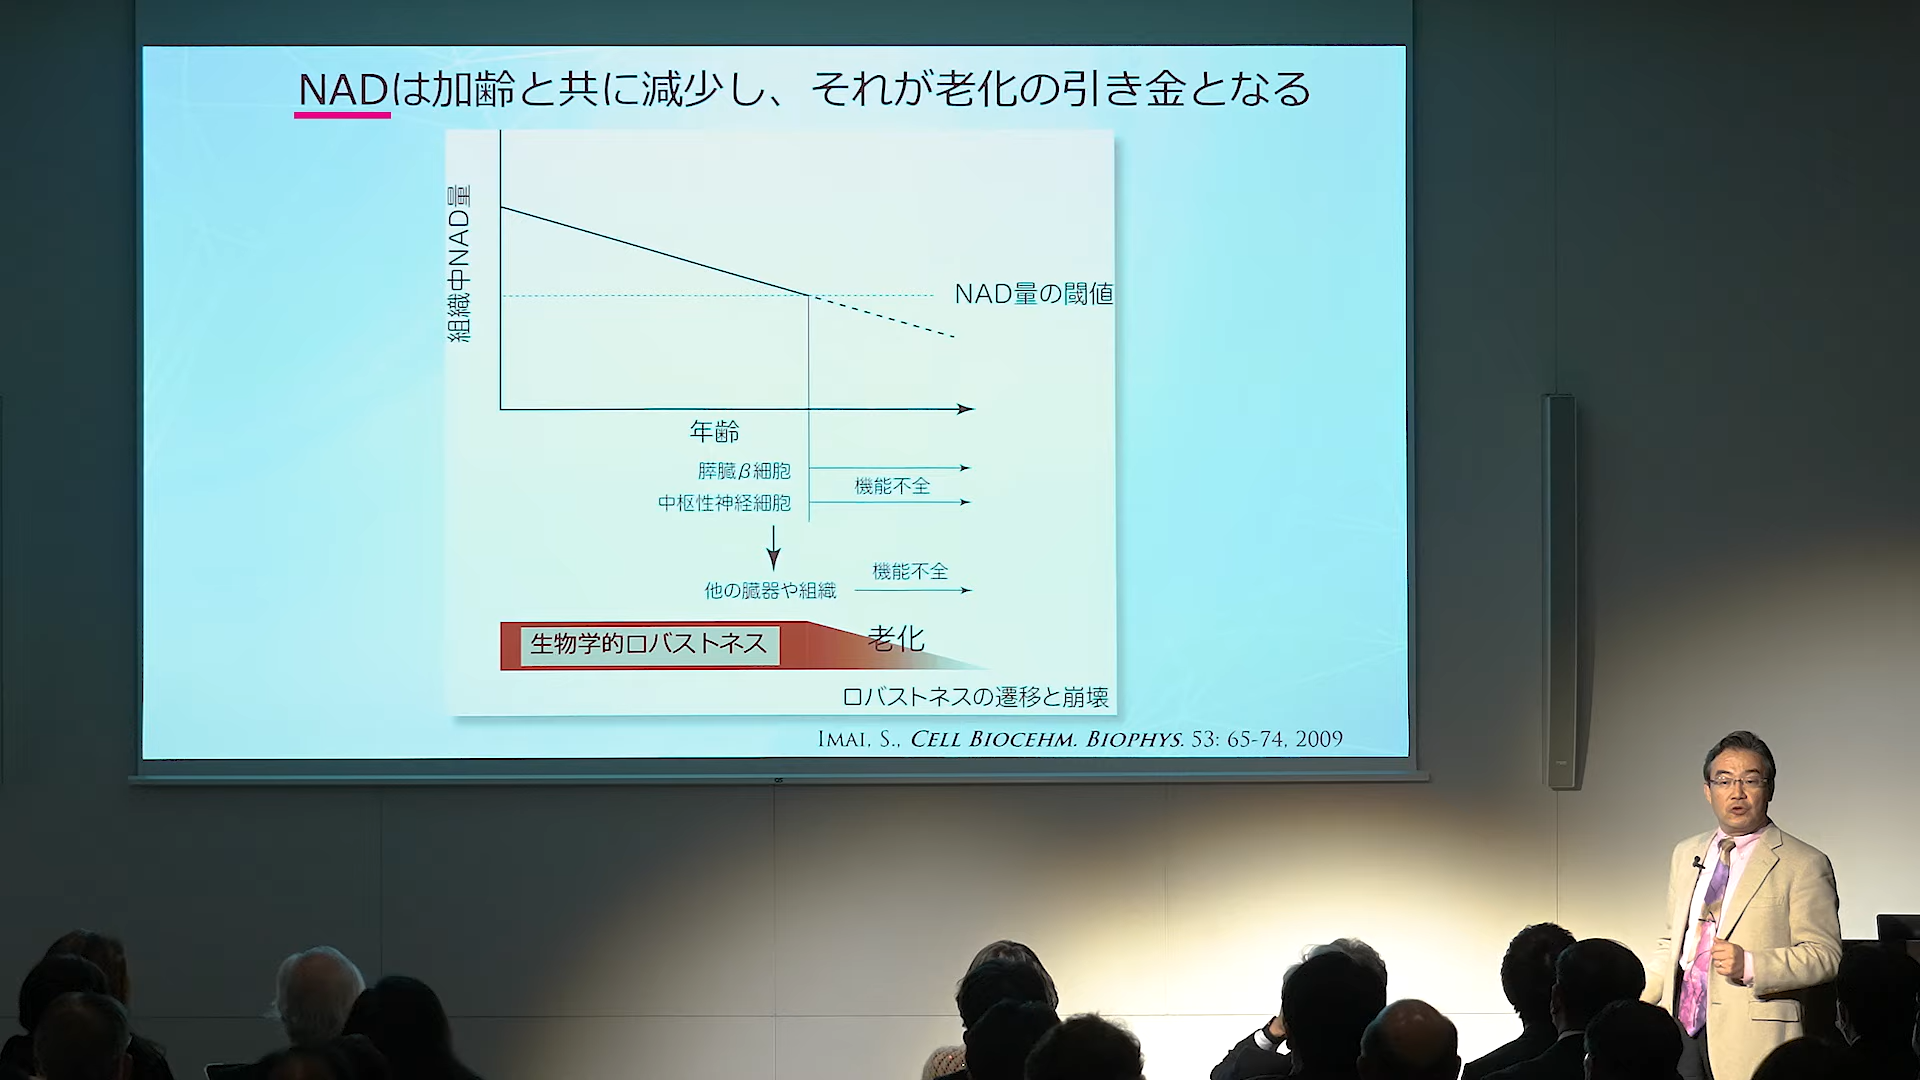 NADは加齢と共に減少し、それが老化の引き金となる
組織中NAD量
NAD量の閾値
年齢
膵臓β細胞
機能不全
中枢性神経細胞
機能不全
他の臓器や組織
生物学的ロバストネス
老化
ロバストネスの遷移と崩壊
IMAI, S., CELL BIOCEHM. BIOPHYS. 53: 65-74, 2009